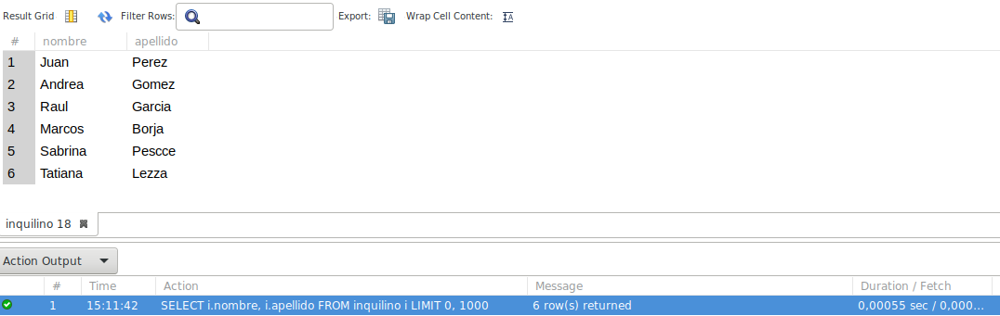 Result Grid Filter Rows: Export: Wrap Cell Content:
# nombre apellido
1 Juan Perez
2 Andrea Gomez
3 Raul Garcia
4 Marcos Borja
5 Sabrina Pescce
6 Tatiana Lezza
inquilino 18
Action Output
# Time Action Message Duration / Fetch
1 15:11:42 SELECT i.nombre, i.apellido FROM inquilino i LIMIT 0, 1000 6 row(s) returned 0,00055 sec / 0,000...